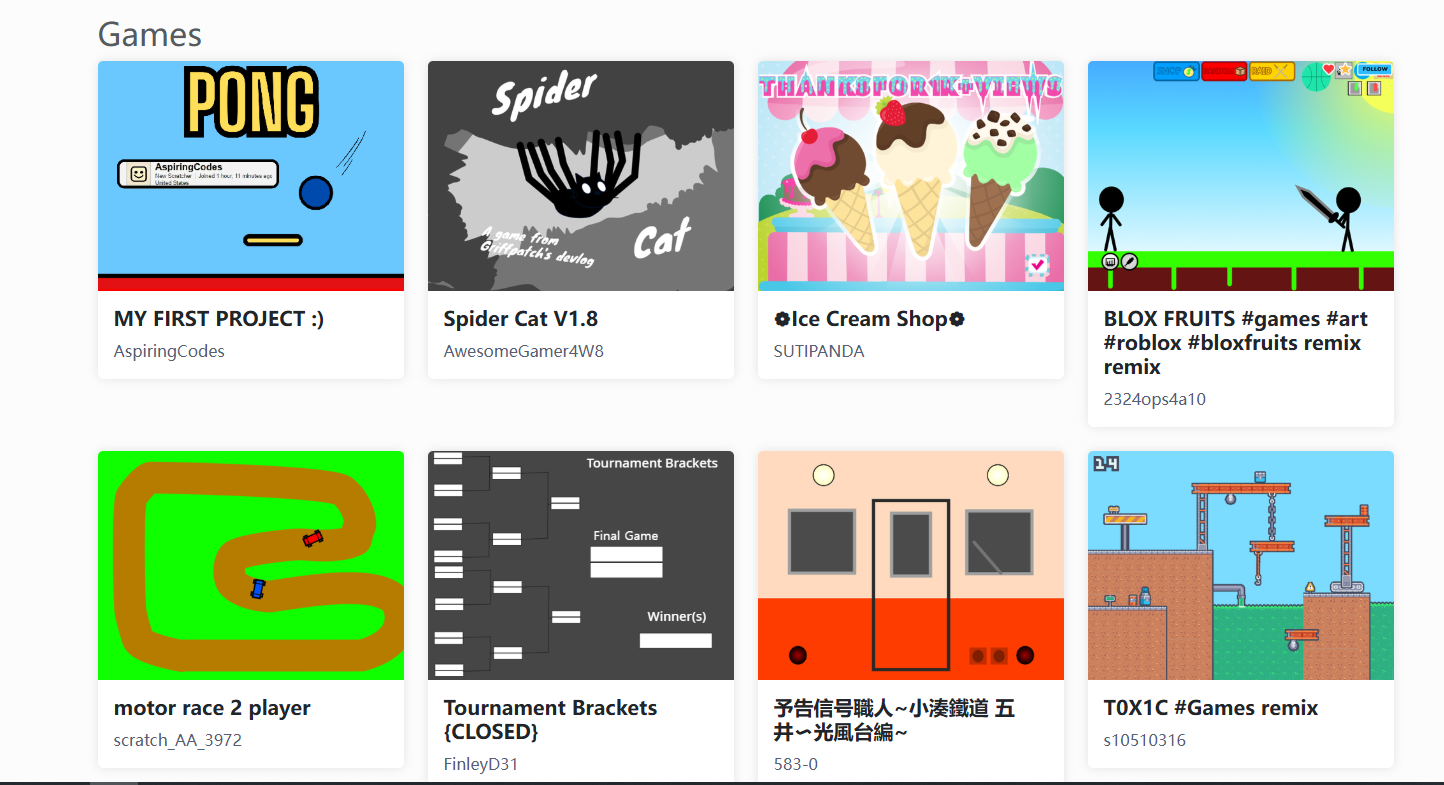 Games
PONG
AspiringCodes
New Scratcher Joined 1 hour, 11 minutes ago
United States
MY FIRST PROJECT :)
AspiringCodes
Spider
Cat
A game from
Griffpatch's devlog
Spider Cat V1.8
AwesomeGamer4W8
THANKS FOR 1K+ VIEWS
❁Ice Cream Shop❁
SUTIPANDA
SHOP
RAID
FOLLOW
BLOX FRUITS #games #art
#roblox #bloxfruits remix
remix
2324ops4a10
motor race 2 player
scratch_AA_3972
Tournament Brackets
Final Game
Winner(s)
Tournament Brackets
{CLOSED}
FinleyD31
予告信号職人~小湊鐵道 五
井〜光風台編~
583-0
14
T0X1C #Games remix
s10510316